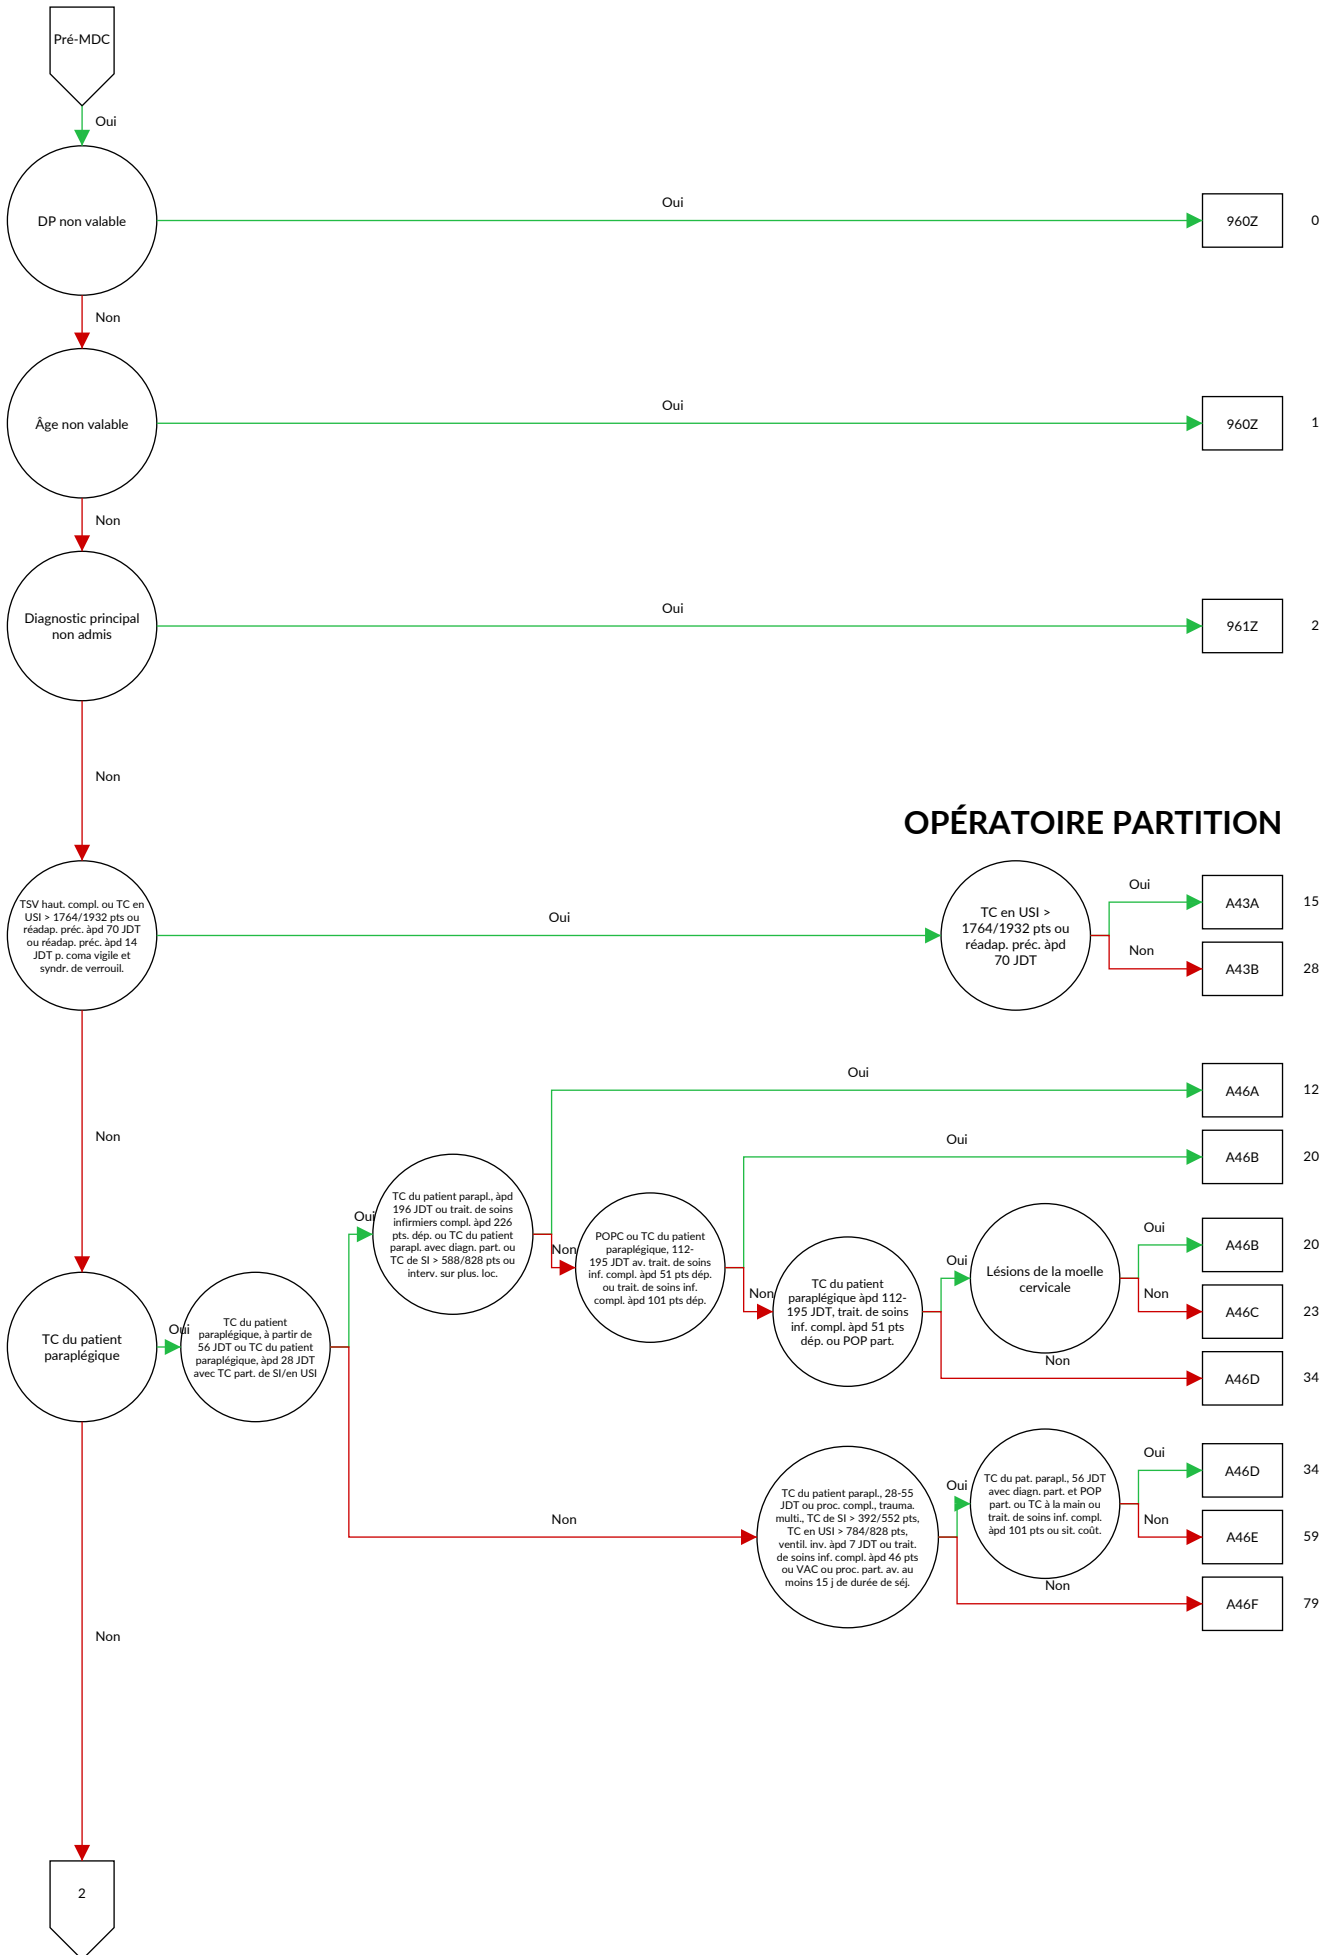 Pré-MDC
Oui
DP non valable
Oui
960Z
0
Non
Âge non valable
Oui
960Z
1
Non
Diagnostic principal
non admis
Oui
961Z
2
Non
OPÉRATOIRE PARTITION
TSV haut. compl. ou TC en
USI > 1764/1932 pts ou
réadap. préc. àpd 70 JDT
ou réadap. préc. àpd 14
JDT p. coma vigile et
syndr. de verrouil.
Oui
TC en USI >
1764/1932 pts ou
réadap. préc. àpd
70 JDT
Oui
A43A
15
Non
A43B
28
Non
Oui
A46A
12
Oui
A46B
20
TC du patient
paraplégique
Oui
TC du patient
paraplégique, à partir de
56 JDT ou TC du patient
paraplégique, àpd 28 JDT
avec TC part. de SI/en USI
Oui
TC du patient parapl., àpd
196 JDT ou trait. de soins
infirmiers compl. àpd 226
pts. dép. ou TC du patient
parapl. avec diagn. part. ou
TC de SI > 588/828 pts ou
interv. sur plus. loc.
Non
POPC ou TC du patient
paraplégique, 112-
195 JDT av. trait. de soins
inf. compl. àpd 51 pts dép.
ou trait. de soins inf.
compl. àpd 101 pts dép.
Non
TC du patient
paraplégique àpd 112-
195 JDT, trait. de soins
inf. compl. àpd 51 pts
dép. ou POP part.
Oui
Lésions de la moelle
cervicale
Oui
A46B
20
Non
A46C
23
Non
A46D
34
Non
TC du patient parapl., 28-55
JDT ou proc. compl., trauma.
multi., TC de SI > 392/552 pts,
TC en USI > 784/828 pts,
ventil. inv. àpd 7 JDT ou trait.
de soins inf. compl. àpd 46 pts
ou VAC ou proc. part. av. au
moins 15 j de durée de séj.
Oui
TC du pat. parapl., 56 JDT
avec diagn. part. et POP
part. ou TC à la main ou
trait. de soins inf. compl.
àpd 101 pts ou sit. coût.
Oui
A46D
34
Non
A46E
59
Non
A46F
79
Non
2